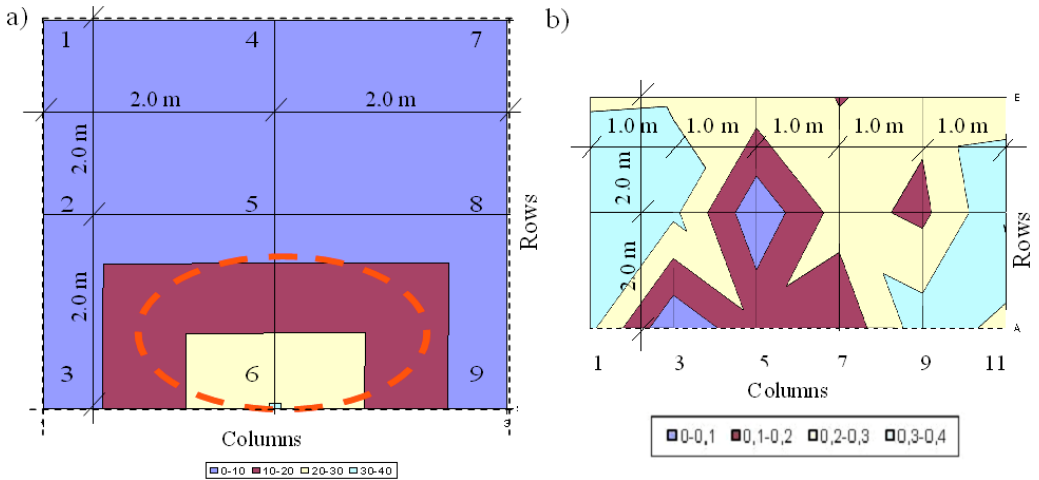 a)
1 4 7
2.0 m 2.0 m
2.0 m
2 5 8
Rows
2.0 m
3 6 9
1 3
Columns
0-10 10-20 20-30 30-40
b)
E
1.0 m 1.0 m 1.0 m 1.0 m 1.0 m
2.0 m
Rows
2.0 m
A
1 3 5 7 9 11
Columns
0-0,1 0,1-0,2 0,2-0,3 0,3-0,4